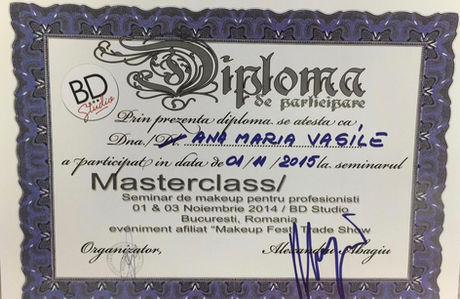 BD
Studio
Diploma
de participare
Prin prezenta diploma se atesta ca
Dna./Dl. ANA MARIA VASILE
a participat in data de 01/11/2015 la seminarul
Masterclass/
Seminar de makeup pentru profesionisti
01 & 03 Noiembrie 2014 / BD Studio
Bucuresti, Romania
eveniment afiliat "Makeup Fest Trade Show
Organizator,
Alexandru Abagiu